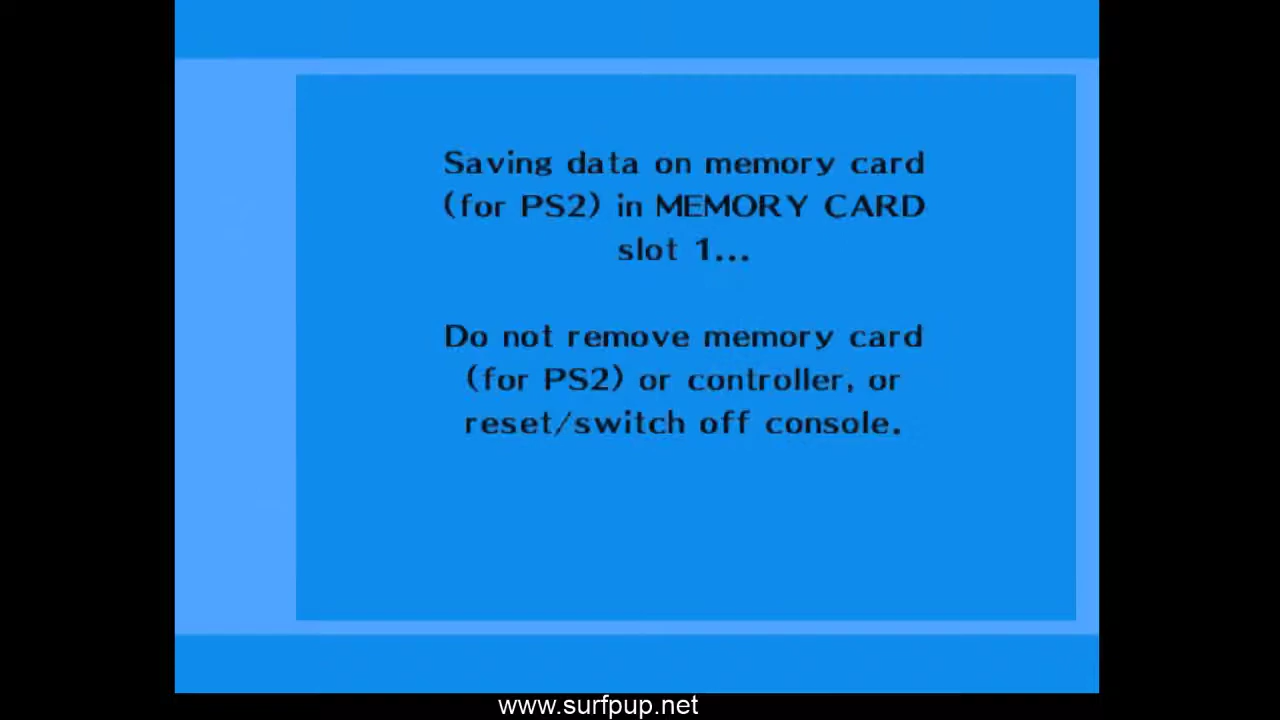 Saving data on memory card
(for PS2) in MEMORY CARD
slot 1...
Do not remove memory card
(for PS2) or controller, or
reset/switch off console.
www.surfpup.net